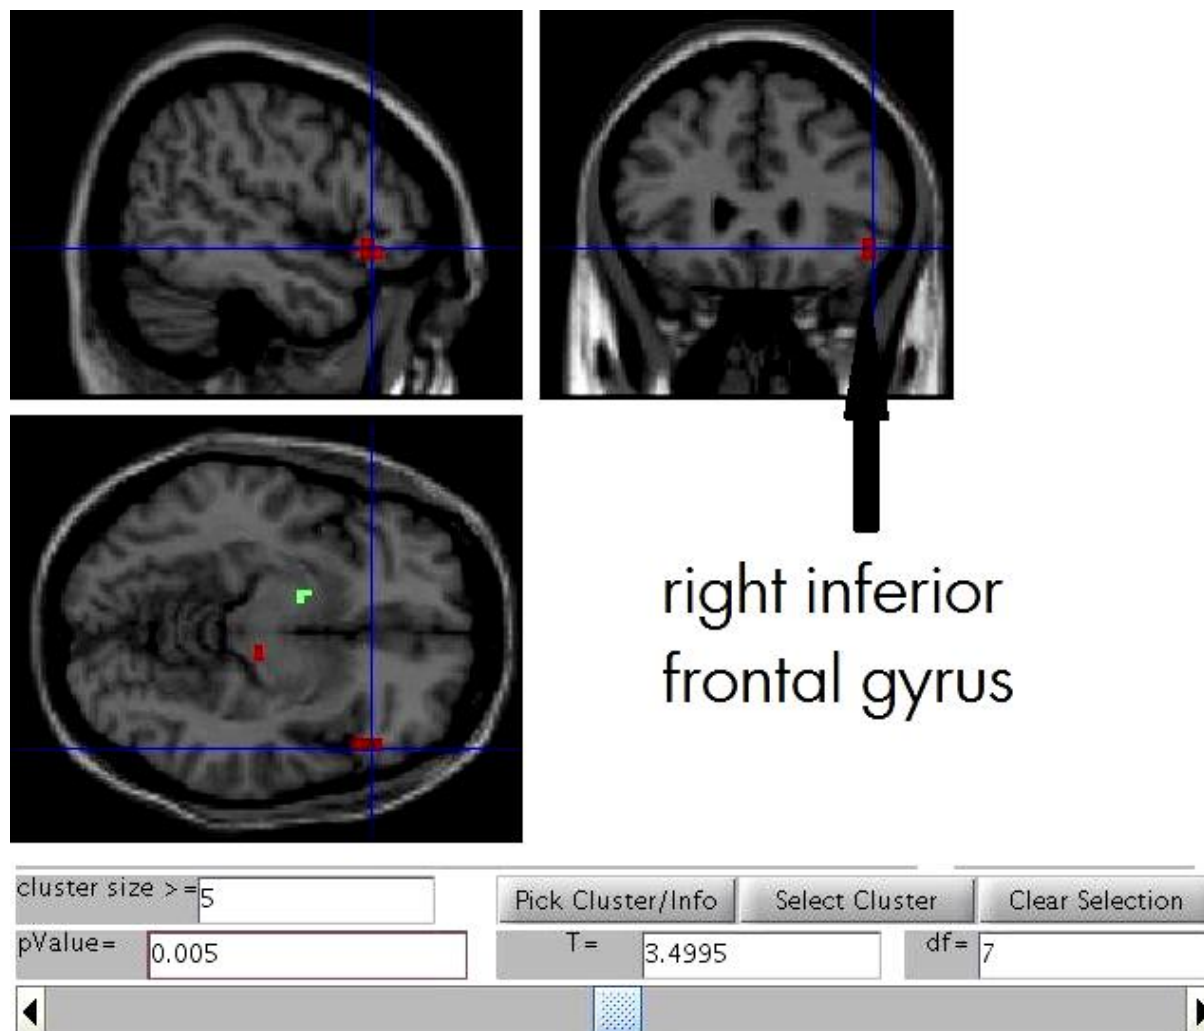 right inferior
frontal gyrus
cluster size >= 5
Pick Cluster/Info Select Cluster Clear Selection
pValue= 0.005 T= 3.4995 df= 7